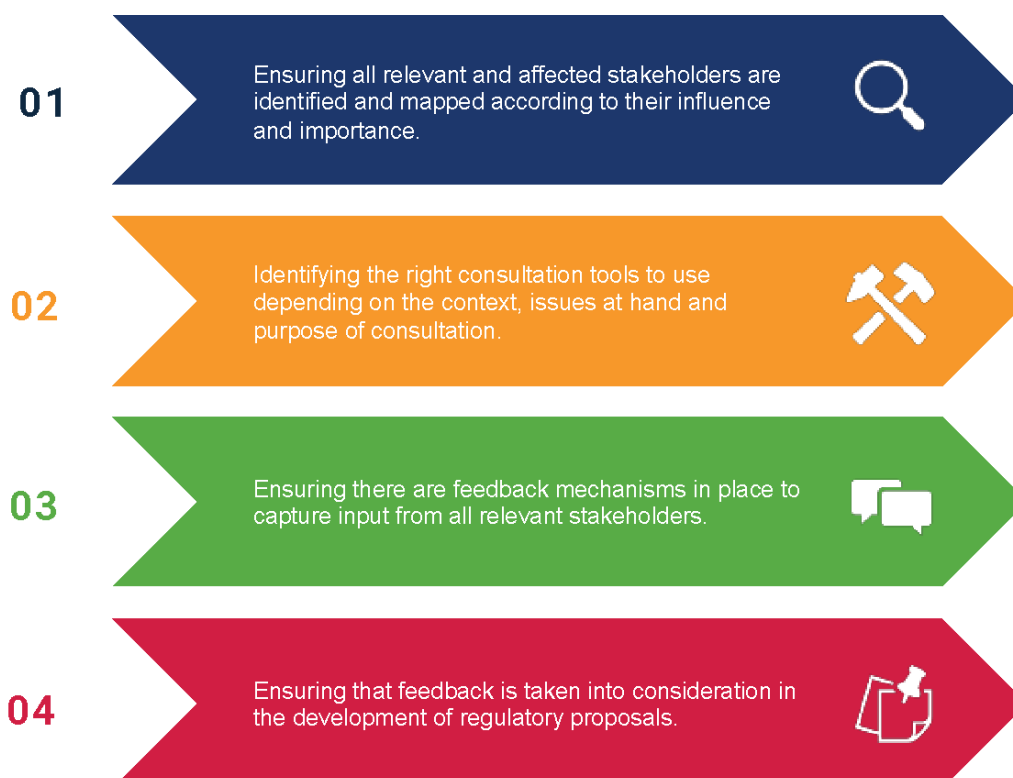 01
Ensuring all relevant and affected stakeholders are
identified and mapped according to their influence
and importance.
02
Identifying the right consultation tools to use
depending on the context, issues at hand and
purpose of consultation.
03
Ensuring there are feedback mechanisms in place to
capture input from all relevant stakeholders.
04
Ensuring that feedback is taken into consideration in
the development of regulatory proposals.